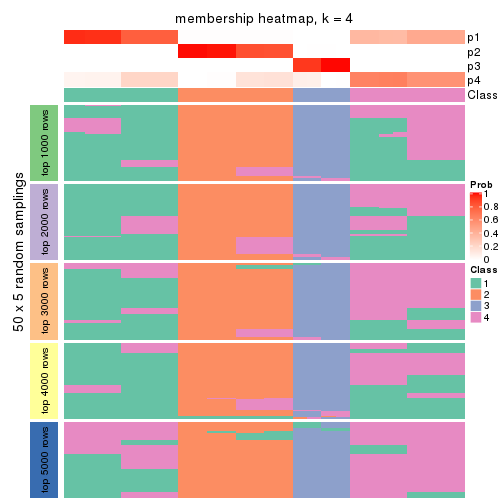 membership heatmap, k = 4
p1
p2
p3
p4
Class
50 x 5 random samplings
top 1000 rows
top 2000 rows
top 3000 rows
top 4000 rows
top 5000 rows
Prob
1
0.8
0.6
0.4
0.2
0
Class
1
2
3
4